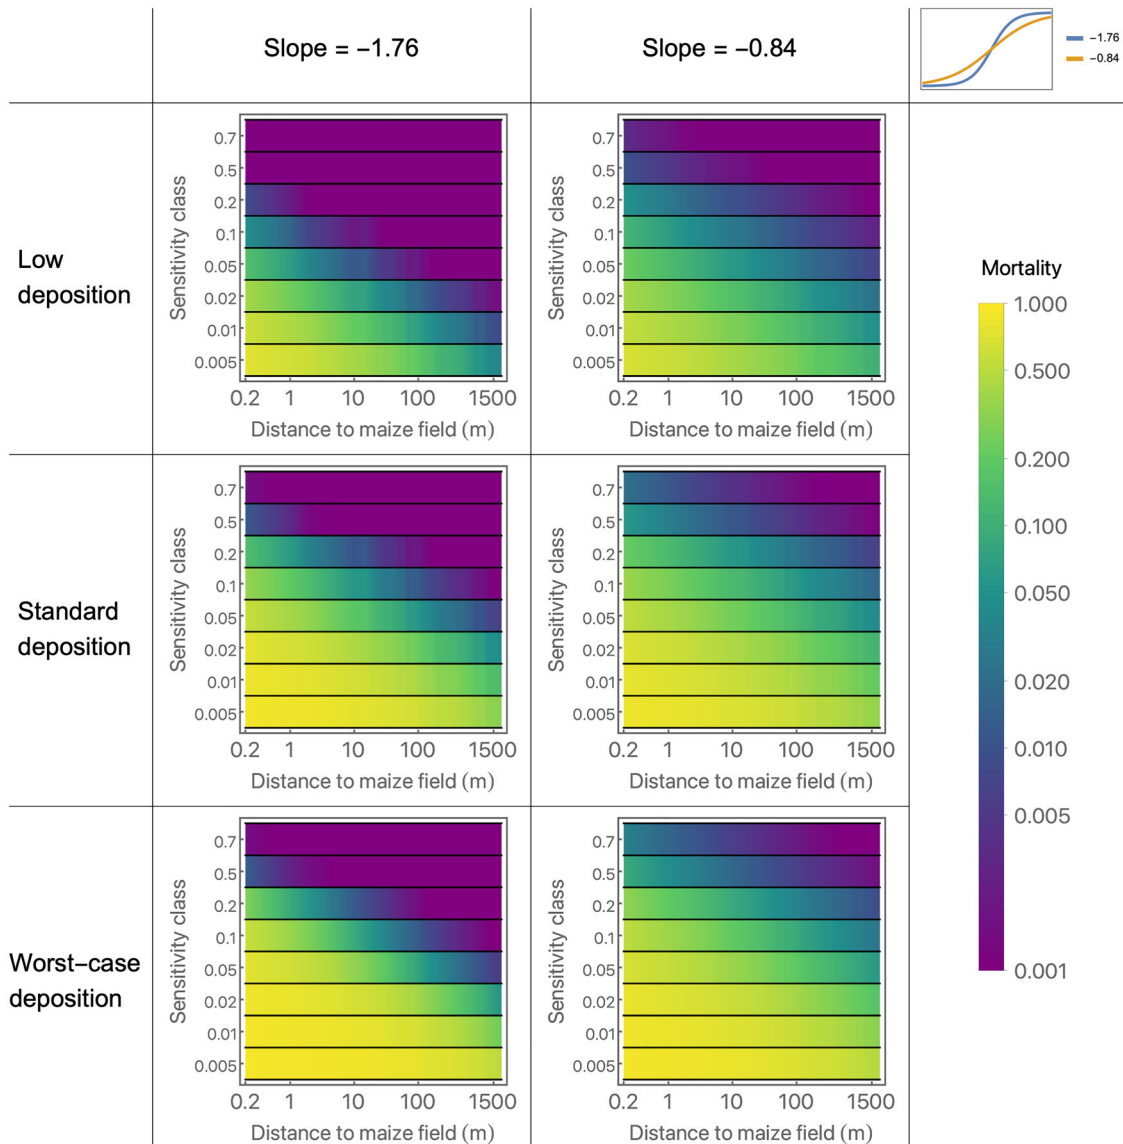 Slope = −1.76
Slope = −0.84
−1.76
−0.84
Low
deposition
Sensitivity class
0.7
0.5
0.2
0.1
0.05
0.02
0.01
0.005
0.2 1 10 100 1500
Distance to maize field (m)
Sensitivity class
0.7
0.5
0.2
0.1
0.05
0.02
0.01
0.005
0.2 1 10 100 1500
Distance to maize field (m)
Standard
deposition
Sensitivity class
0.7
0.5
0.2
0.1
0.05
0.02
0.01
0.005
0.2 1 10 100 1500
Distance to maize field (m)
Sensitivity class
0.7
0.5
0.2
0.1
0.05
0.02
0.01
0.005
0.2 1 10 100 1500
Distance to maize field (m)
Worst−case
deposition
Sensitivity class
0.7
0.5
0.2
0.1
0.05
0.02
0.01
0.005
0.2 1 10 100 1500
Distance to maize field (m)
Sensitivity class
0.7
0.5
0.2
0.1
0.05
0.02
0.01
0.005
0.2 1 10 100 1500
Distance to maize field (m)
Mortality
1.000
0.500
0.200
0.100
0.050
0.020
0.010
0.005
0.001